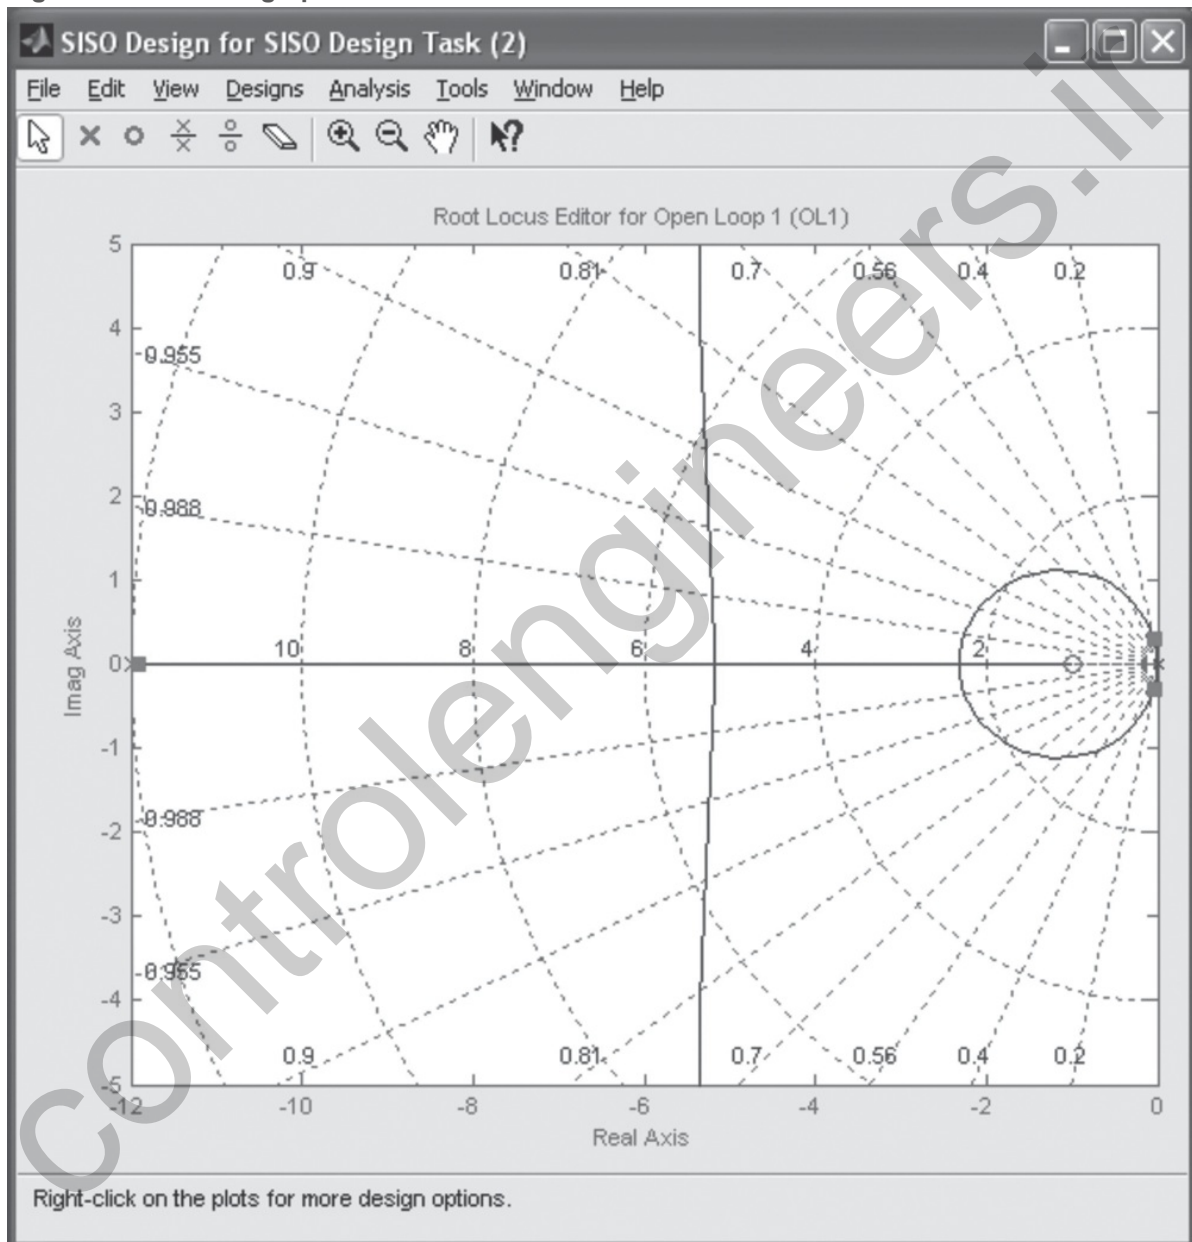 SISO Design for SISO Design Task (2)
File Edit View Designs Analysis Tools Window Help
Root Locus Editor for Open Loop 1 (OL1)
5
4
3
2
1
0
-1
-2
-3
-4
-5
Imag Axis
0.9 0.81 0.7 0.56 0.4 0.2
0.955
0.988
10 8 6 4 2
0.988
0.955
0.9 0.81 0.7 0.56 0.4 0.2
-12 -10 -8 -6 -4 -2 0
Real Axis
Right-click on the plots for more design options.
controlengineers.ir